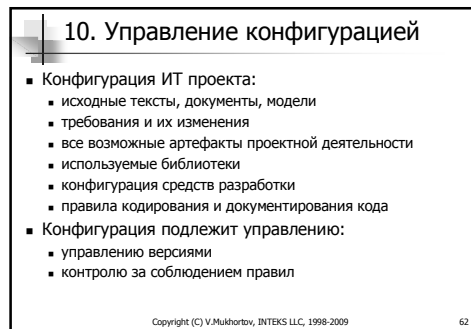 10. Управление конфигурацией
Конфигурация ИТ проекта:
исходные тексты, документы, модели
требования и их изменения
все возможные артефакты проектной деятельности
используемые библиотеки
конфигурация средств разработки
правила кодирования и документирования кода
Конфигурация подлежит управлению:
управлению версиями
контролю за соблюдением правил
Copyright (C) V.Mukhortov, INTEKS LLC, 1998-2009
62